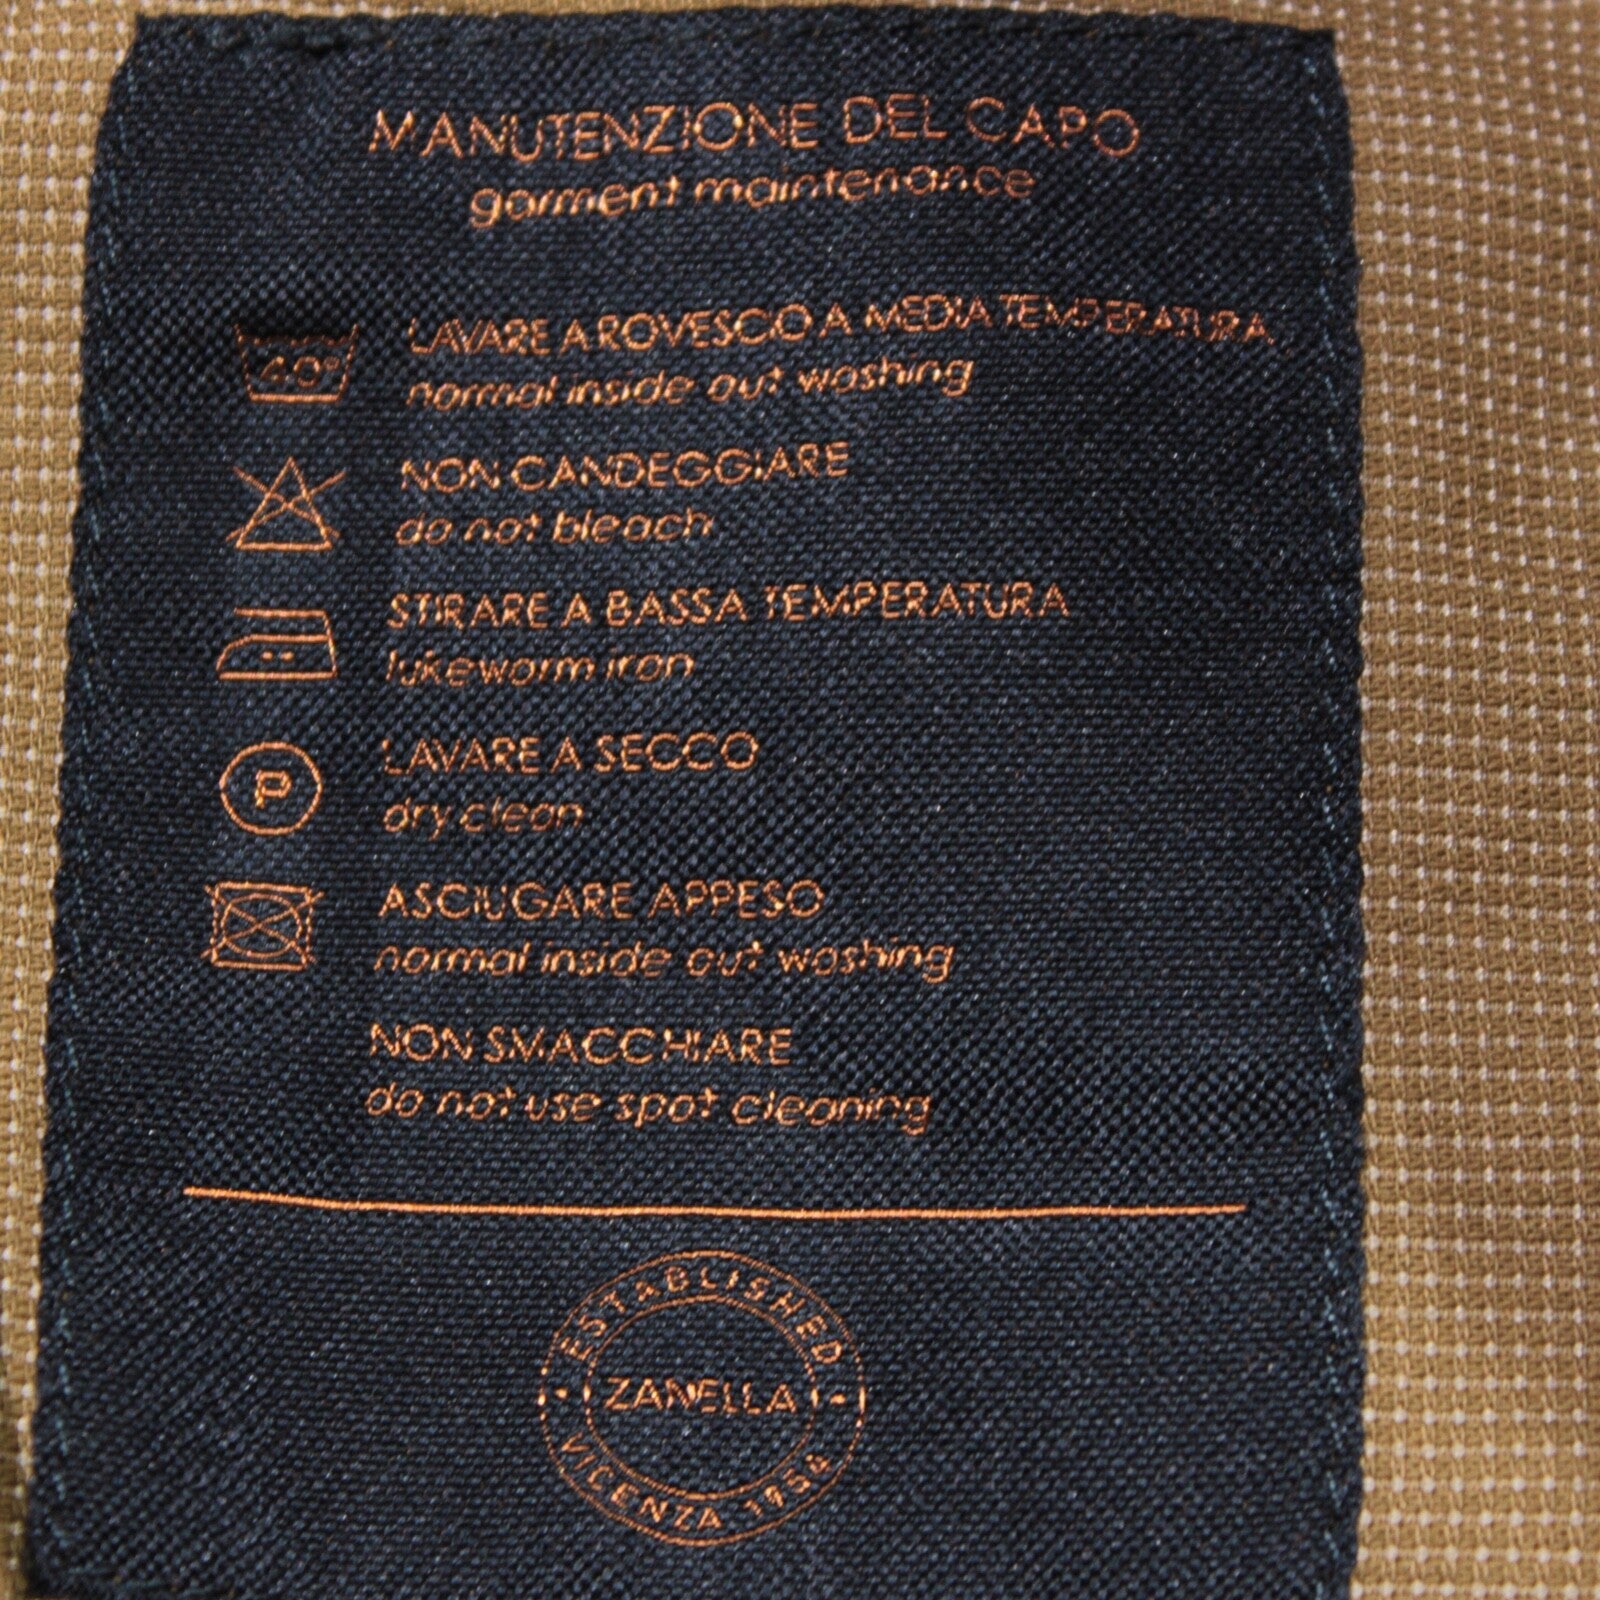 MANUTENZIONE DEL CAPO
garment maintenance
40°
LAVARE A ROVESCO A MEDIA TEMPERATURA
normal inside out washing
NON CANDEGGIARE
do not bleach
STIRARE A BASSA TEMPERATURA
lukeworm iron
P
LAVARE A SECCO
dry clean
ASCIUGARE APPESO
normal inside out washing
NON SMACCHIARE
do not use spot cleaning
ESTABLISHED
ZANELLA
VICENZA 1954